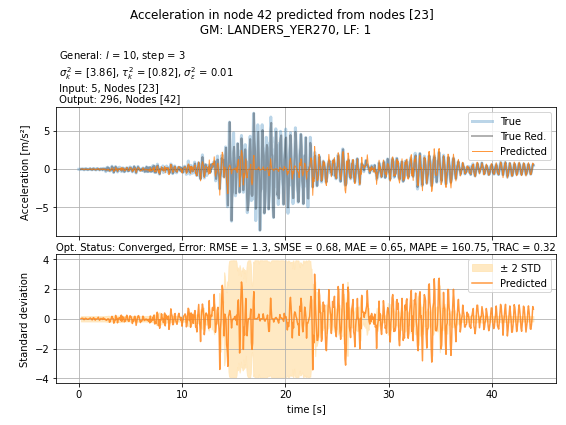 Acceleration in node 42 predicted from nodes [23]
GM: LANDERS_YER270, LF: 1
General: l = 10, step = 3
σ²ₖ = [3.86], τ²ₖ = [0.82], σ²ε = 0.01
Input: 5, Nodes [23]
Output: 296, Nodes [42]
Acceleration [m/s²]
5
0
−5
True
True Red.
Predicted
Opt. Status: Converged, Error: RMSE = 1.3, SMSE = 0.68, MAE = 0.65, MAPE = 160.75, TRAC = 0.32
Standard deviation
4
2
0
−2
−4
± 2 STD
Predicted
0 10 20 30 40
time [s]